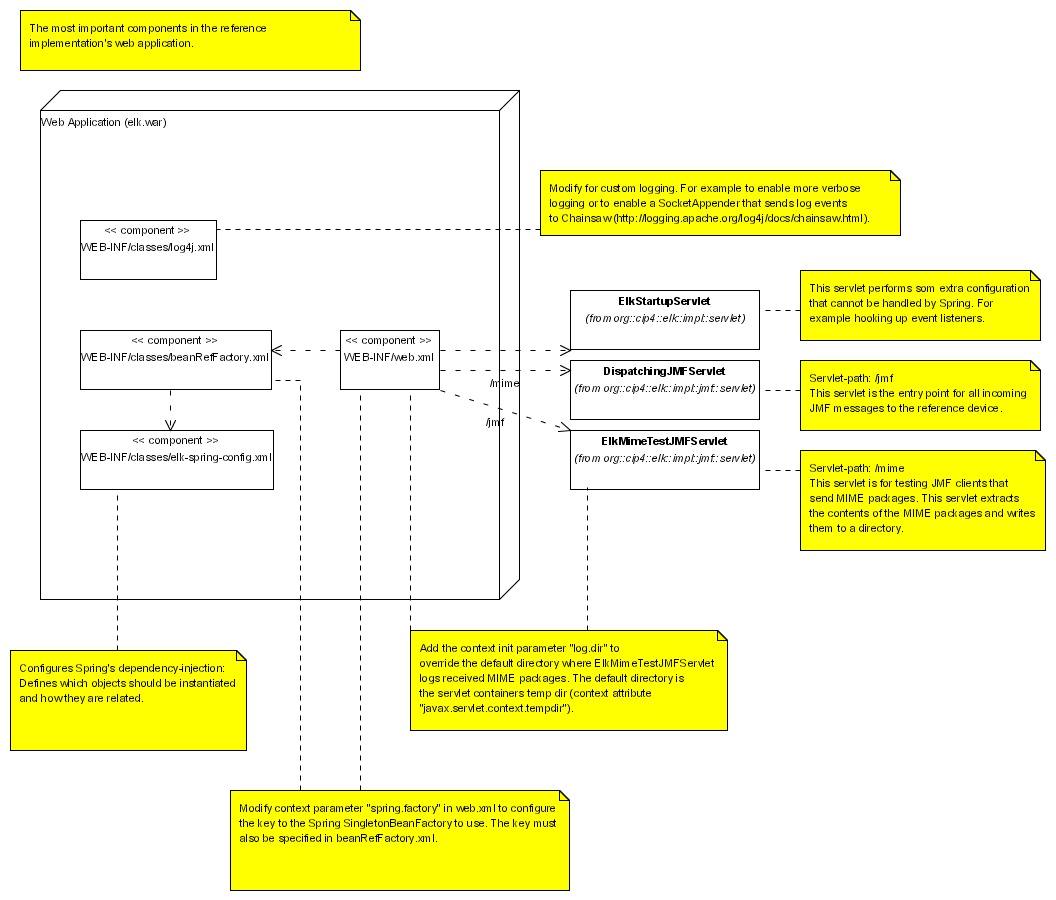 The most important components in the reference
implementation's web application.
Web Application (elk.war)
Modify for custom logging. For example to enable more verbose
logging or to enable a SocketAppender that sends log events
to Chainsaw (http://logging.apache.org/log4j/docs/chainsaw.html).
<< component >>
WEB-INF/classes/log4j.xml
ElkStartupServlet
(from org::cip4::elk::impl::servlet)
This servlet performs som extra configuration
that cannot be handled by Spring. For
example hooking up event listeners.
<< component >>
WEB-INF/classes/beanRefFactory.xml
<< component >>
WEB-INF/web.xml
DispatchingJMFServlet
(from org::cip4::elk::impl::jmf::servlet)
Servlet-path: /jmf
This servlet is the entry point for all incoming
JMF messages to the reference device.
/mime
/jmf
<< component >>
WEB-INF/classes/elk-spring-config.xml
ElkMimeTestJMFServlet
(from org::cip4::elk::impl::jmf::servlet)
Servlet-path: /mime
This servlet is for testing JMF clients that
send MIME packages. This servlet extracts
the contents of the MIME packages and writes
them to a directory.
Configures Spring's dependency-injection:
Defines which objects should be instantiated
and how they are related.
Add the context init parameter "log.dir" to
override the default directory where ElkMimeTestJMFServlet
logs received MIME packages. The default directory is
the servlet containers temp dir (context attribute
"javax.servlet.context.tempdir").
Modify context parameter "spring.factory" in web.xml to configure
the key to the Spring SingletonBeanFactory to use. The key must
also be specified in beanRefFactory.xml.